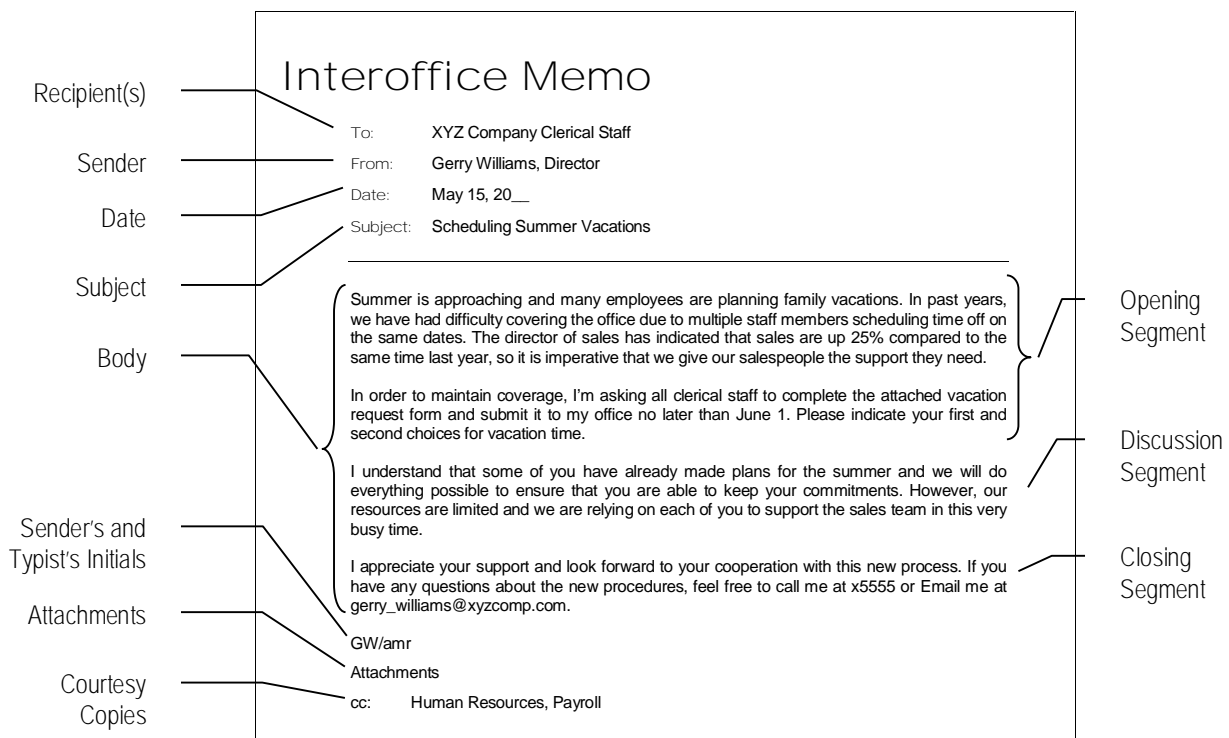 Interoffice Memo
Recipient(s)
To: XYZ Company Clerical Staff
Sender
From: Gerry Williams, Director
Date
Date: May 15, 20__
Subject
Subject: Scheduling Summer Vacations
Body
Summer is approaching and many employees are planning family vacations. In past years,
we have had difficulty covering the office due to multiple staff members scheduling time off on
the same dates. The director of sales has indicated that sales are up 25% compared to the
same time last year, so it is imperative that we give our salespeople the support they need.
In order to maintain coverage, I'm asking all clerical staff to complete the attached vacation
request form and submit it to my office no later than June 1. Please indicate your first and
second choices for vacation time.
Opening
Segment
I understand that some of you have already made plans for the summer and we will do
everything possible to ensure that you are able to keep your commitments. However, our
resources are limited and we are relying on each of you to support the sales team in this very
busy time.
Discussion
Segment
I appreciate your support and look forward to your cooperation with this new process. If you
have any questions about the new procedures, feel free to call me at x5555 or Email me at
gerry_williams@xyzcomp.com.
Closing
Segment
Sender's and
Typist's Initials
GW/amr
Attachments
Attachments
Courtesy
Copies
cc: Human Resources, Payroll